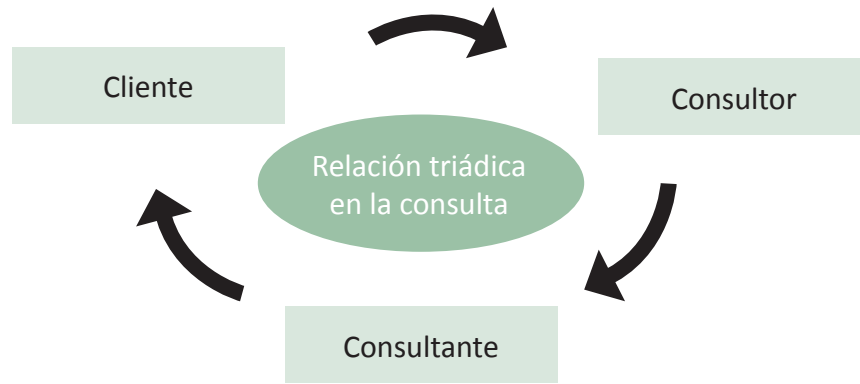 Cliente
Consultor
Relación triádica
en la consulta
Consultante